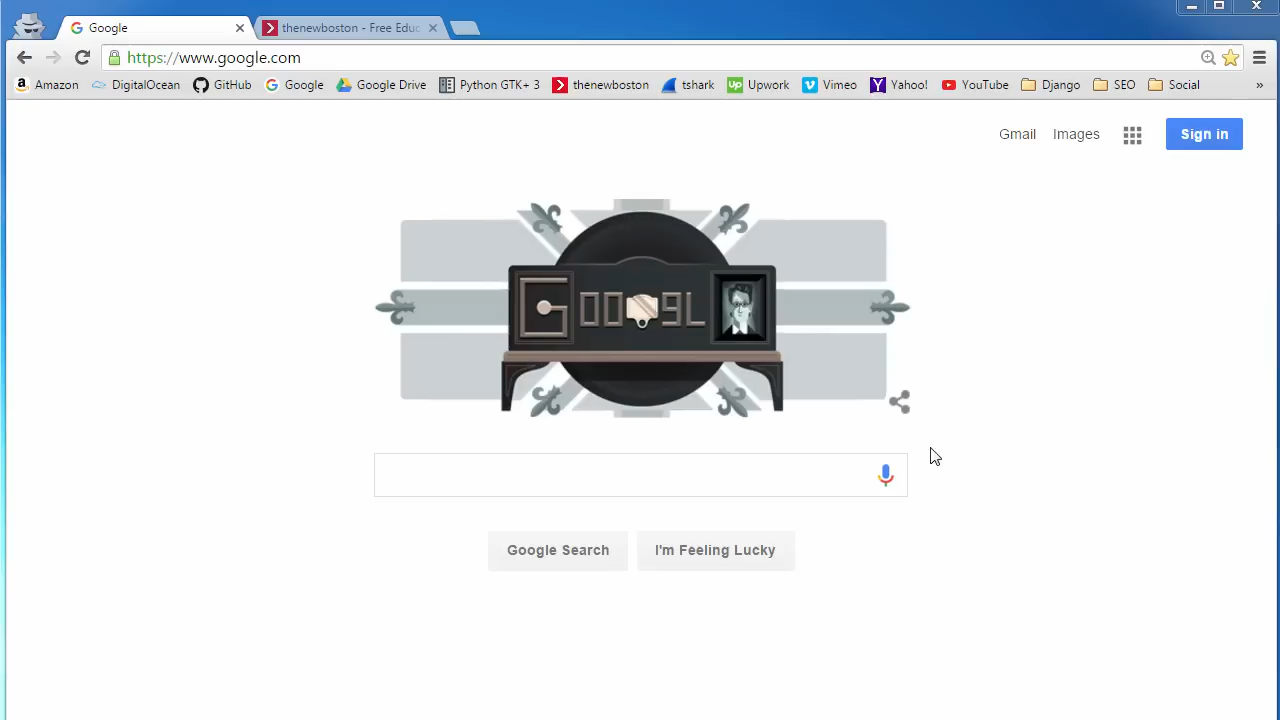 Google
thenewboston - Free Educ
https://www.google.com
Amazon DigitalOcean GitHub Google Google Drive Python GTK+ 3 thenewboston tshark Up Upwork Vimeo Yahoo! YouTube Django SEO Social »
Gmail Images Sign in
Google Search I'm Feeling Lucky